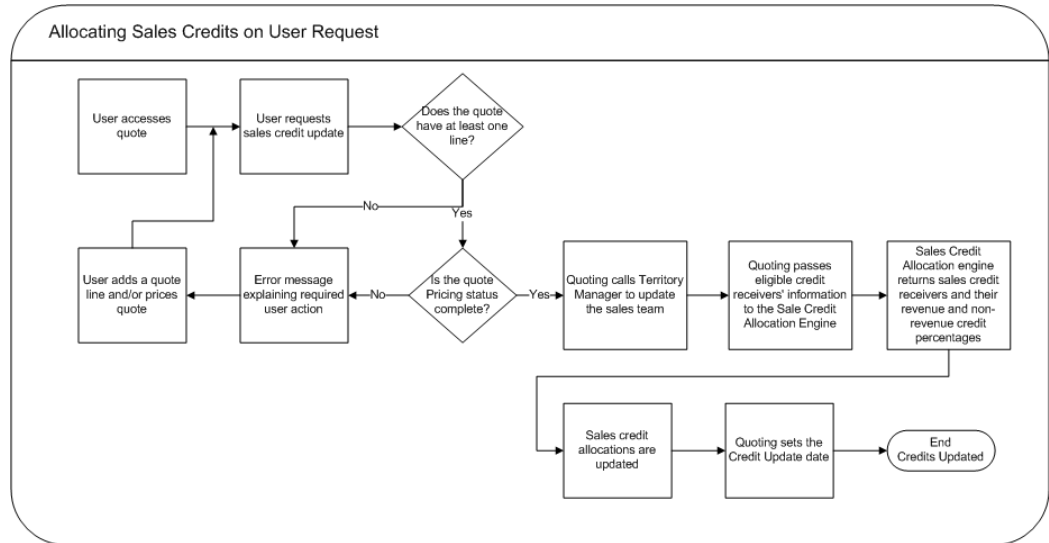 Allocating Sales Credits on User Request
User accesses
quote
User requests
sales credit update
Does the quote
have at least one
line?
No
Yes
User adds a quote
line and/or prices
quote
Error message
explaining required
user action
No
Is the quote
Pricing status
complete?
Yes
Quoting calls Territory
Manager to update
the sales team
Quoting passes
eligible credit
receivers' information
to the Sale Credit
Allocation Engine
Sales Credit
Allocation engine
returns sales credit
receivers and their
revenue and non-
revenue credit
percentages
Sales credit
allocations are
updated
Quoting sets the
Credit Update date
End
Credits Updated